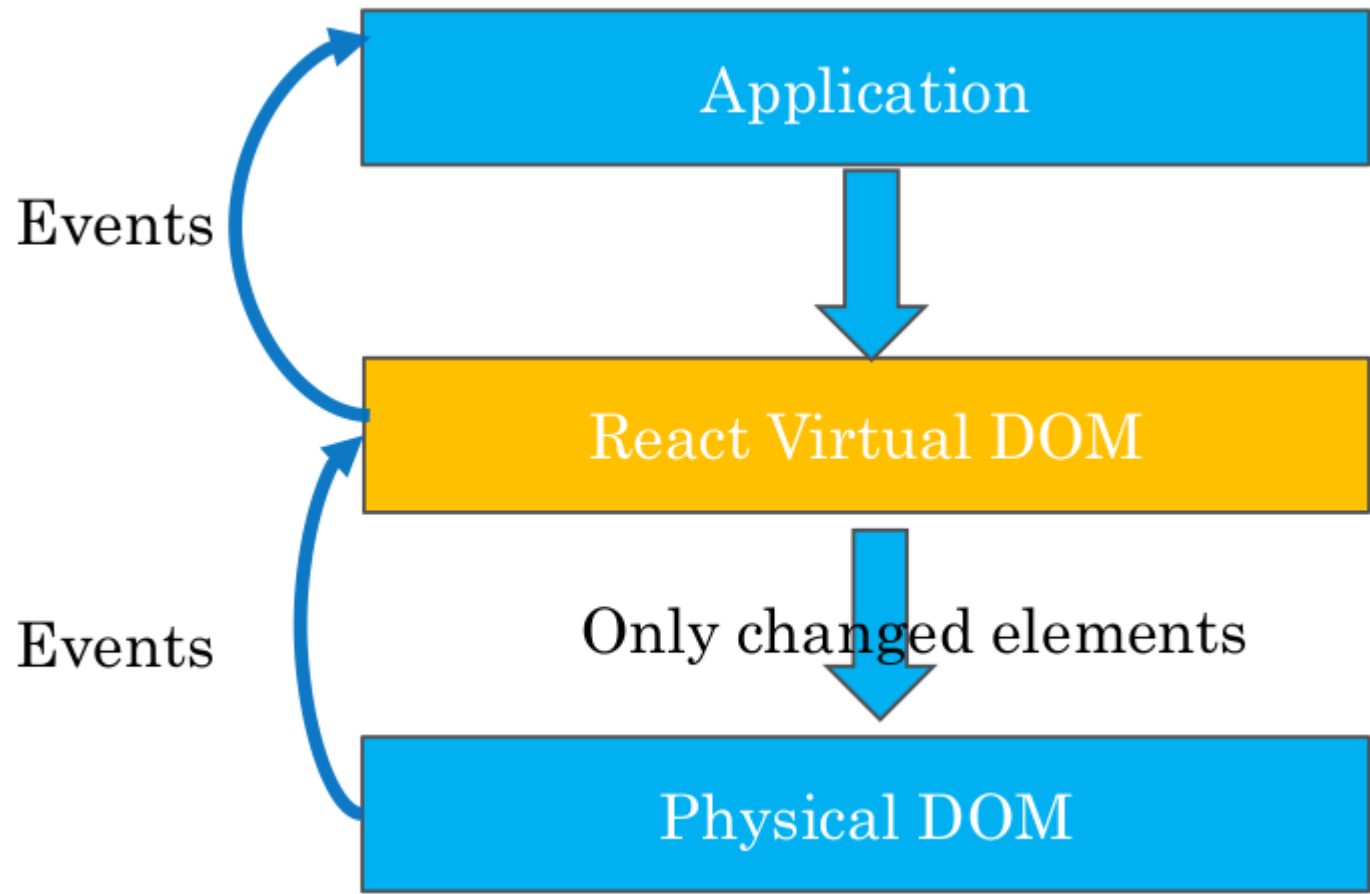 Application
Events
React Virtual DOM
Only changed elements
Events
Physical DOM